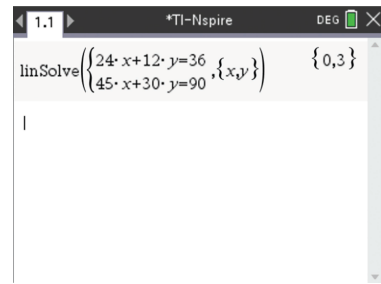 1.1 *TI-Nspire DEG
linSolve({24·x+12·y=36
45·x+30·y=90 ,{x,y}) {0,3}